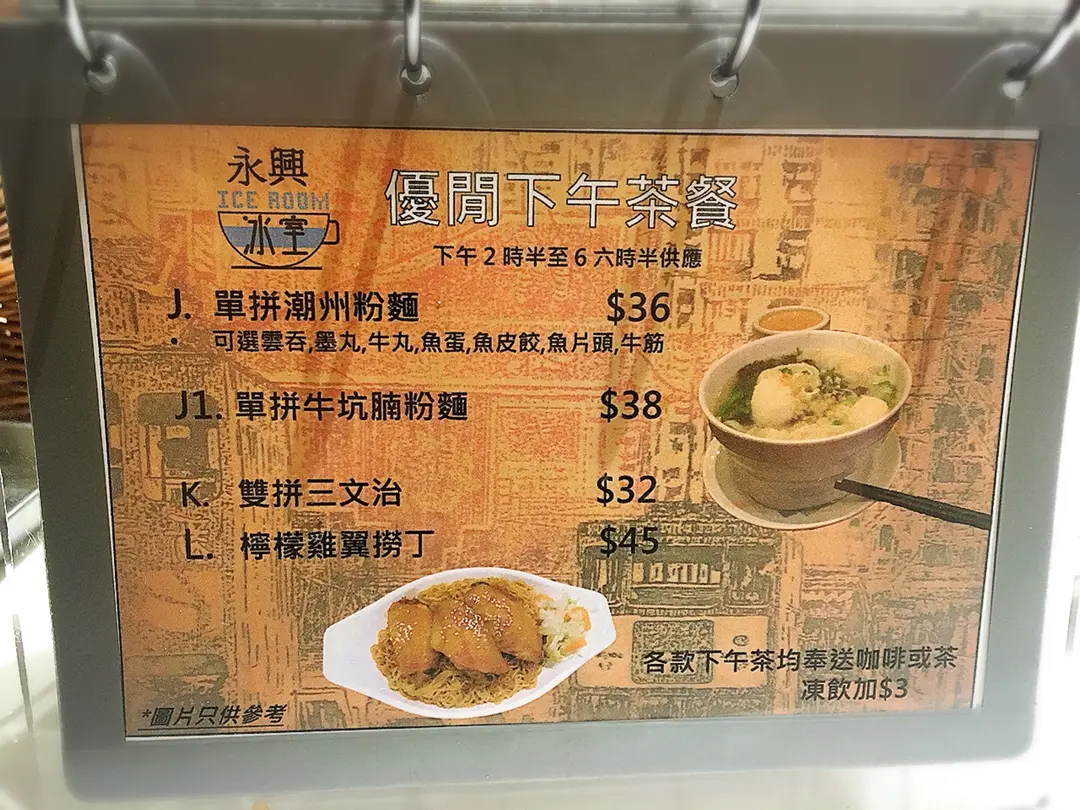 永興
ICE ROOM
冰室
優閒下午茶餐
下午2時半至6六時半供應
J. 單拼潮州粉麵 $36
· 可選雲吞,墨丸,牛丸,魚蛋,魚皮餃,魚片頭,牛筋
J1. 單拼牛坑腩粉麵 $38
K. 雙拼三文治 $32
L. 檸檬雞翼撈丁 $45
各款下午茶均奉送咖啡或茶
凍飲加$3
*圖片只供參考